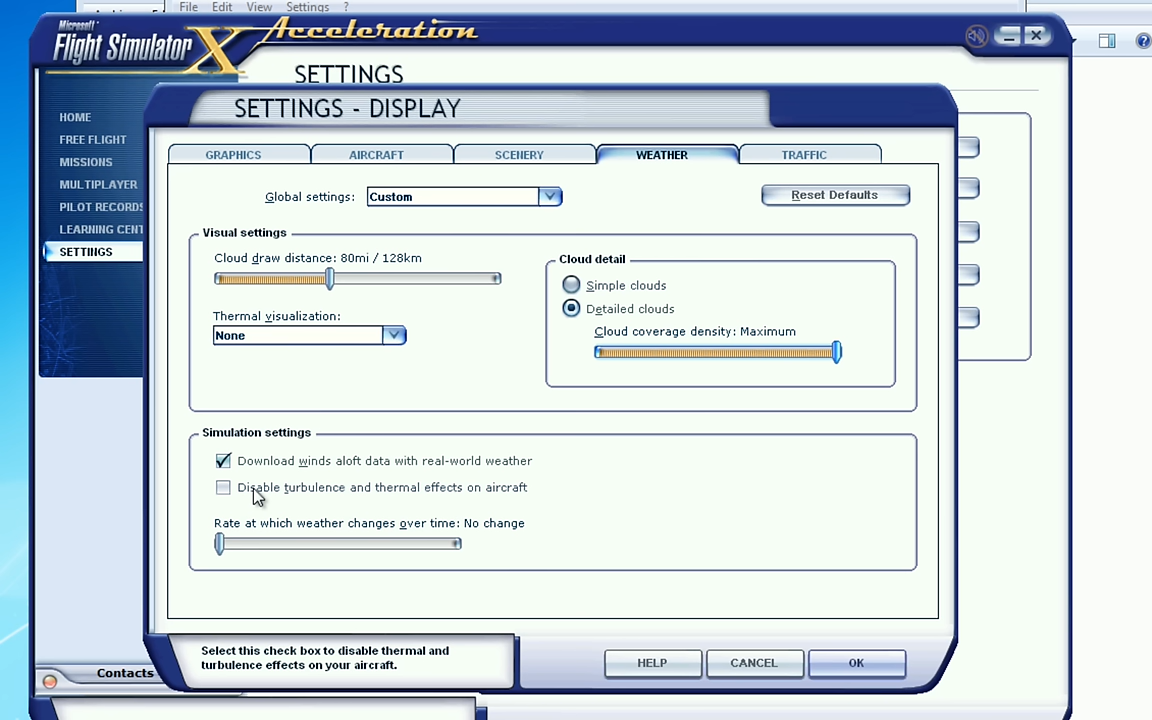 File Edit View Settings ?
Microsoft
Flight Simulator X Acceleration
SETTINGS
SETTINGS - DISPLAY
HOME
FREE FLIGHT
MISSIONS
MULTIPLAYER
PILOT RECORDS
LEARNING CENT
SETTINGS
GRAPHICS AIRCRAFT SCENERY WEATHER TRAFFIC
Global settings: Custom Reset Defaults
Visual settings
Cloud draw distance: 80mi / 128km
Thermal visualization:
None
Cloud detail
Simple clouds
Detailed clouds
Cloud coverage density: Maximum
Simulation settings
Download winds aloft data with real-world weather
Disable turbulence and thermal effects on aircraft
Rate at which weather changes over time: No change
Select this check box to disable thermal and
turbulence effects on your aircraft.
HELP CANCEL OK
Contacts